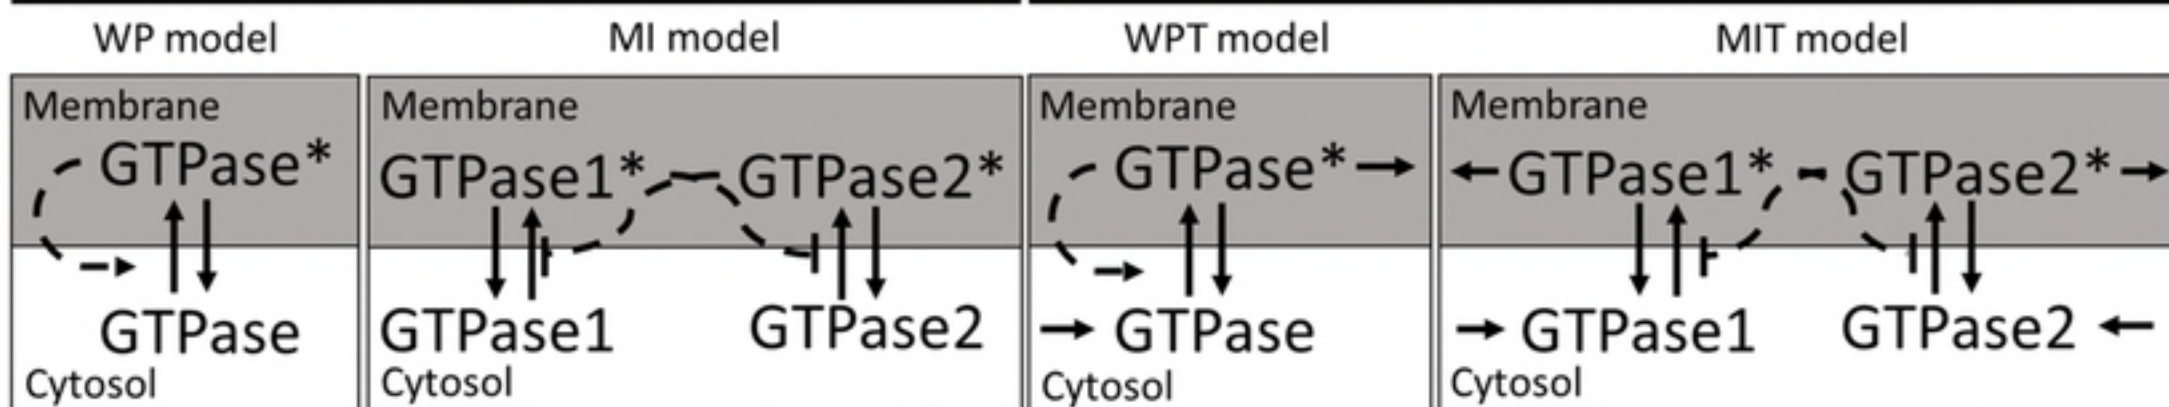 WP model
MI model
WPT model
MIT model
Membrane
GTPase*
GTPase
Cytosol
Membrane
GTPase1*
GTPase2*
GTPase1
GTPase2
Cytosol
Membrane
GTPase*
GTPase
Cytosol
Membrane
GTPase1*
GTPase2*
GTPase1
GTPase2
Cytosol